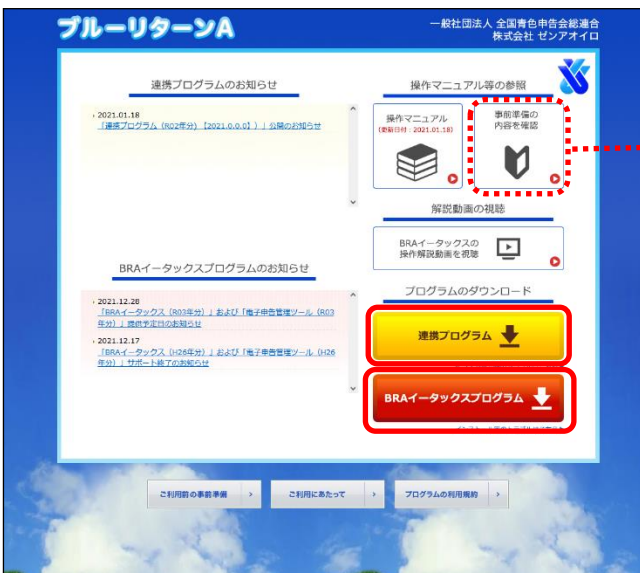 ブルーリターンA
一般社団法人 全国青色申告会総連合
株式会社 ゼンアオイロ
連携プログラムのお知らせ
2021.01.18
「連携プログラム（R02年分）【2021.0.0.0】）」公開のお知らせ
BRAイータックスプログラムのお知らせ
2021.12.28
「BRAイータックス（R03年分）」および「電子申告管理ツール（R03
年分）」提供予定日のお知らせ
2021.12.17
「BRAイータックス（H26年分）」および「電子申告管理ツール（H26
年分）」サポート終了のお知らせ
操作マニュアル等の参照
操作マニュアル
(更新日付：2021.01.18)
事前準備の
内容を確認
解説動画の視聴
BRAイータックスの
操作解説動画を視聴
プログラムのダウンロード
連携プログラム
BRAイータックスプログラム
ご利用前の事前準備
ご利用にあたって
プログラムの利用規約